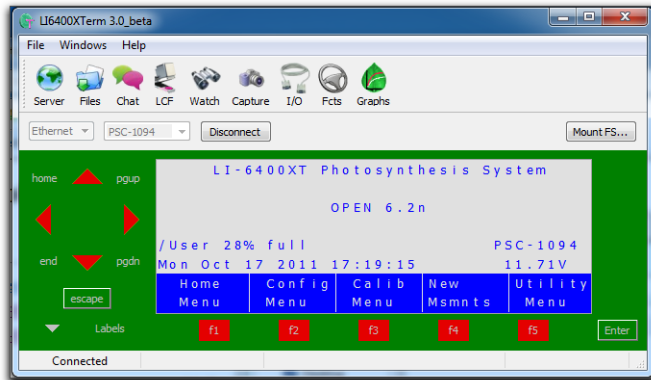 LI6400XTerm 3.0_beta
File Windows Help
Server Files Chat LCF Watch Capture I/O Fcts Graphs
Ethernet PSC-1094 Disconnect Mount FS...
LI-6400XT Photosynthesis System
home pgup
OPEN 6.2n
/User 28% full PSC-1094
end pgdn Mon Oct 17 2011 17:19:15 11.71V
Home Config Calib New Utility
Menu Menu Menu Msmnts Menu
escape
Labels f1 f2 f3 f4 f5 Enter
Connected